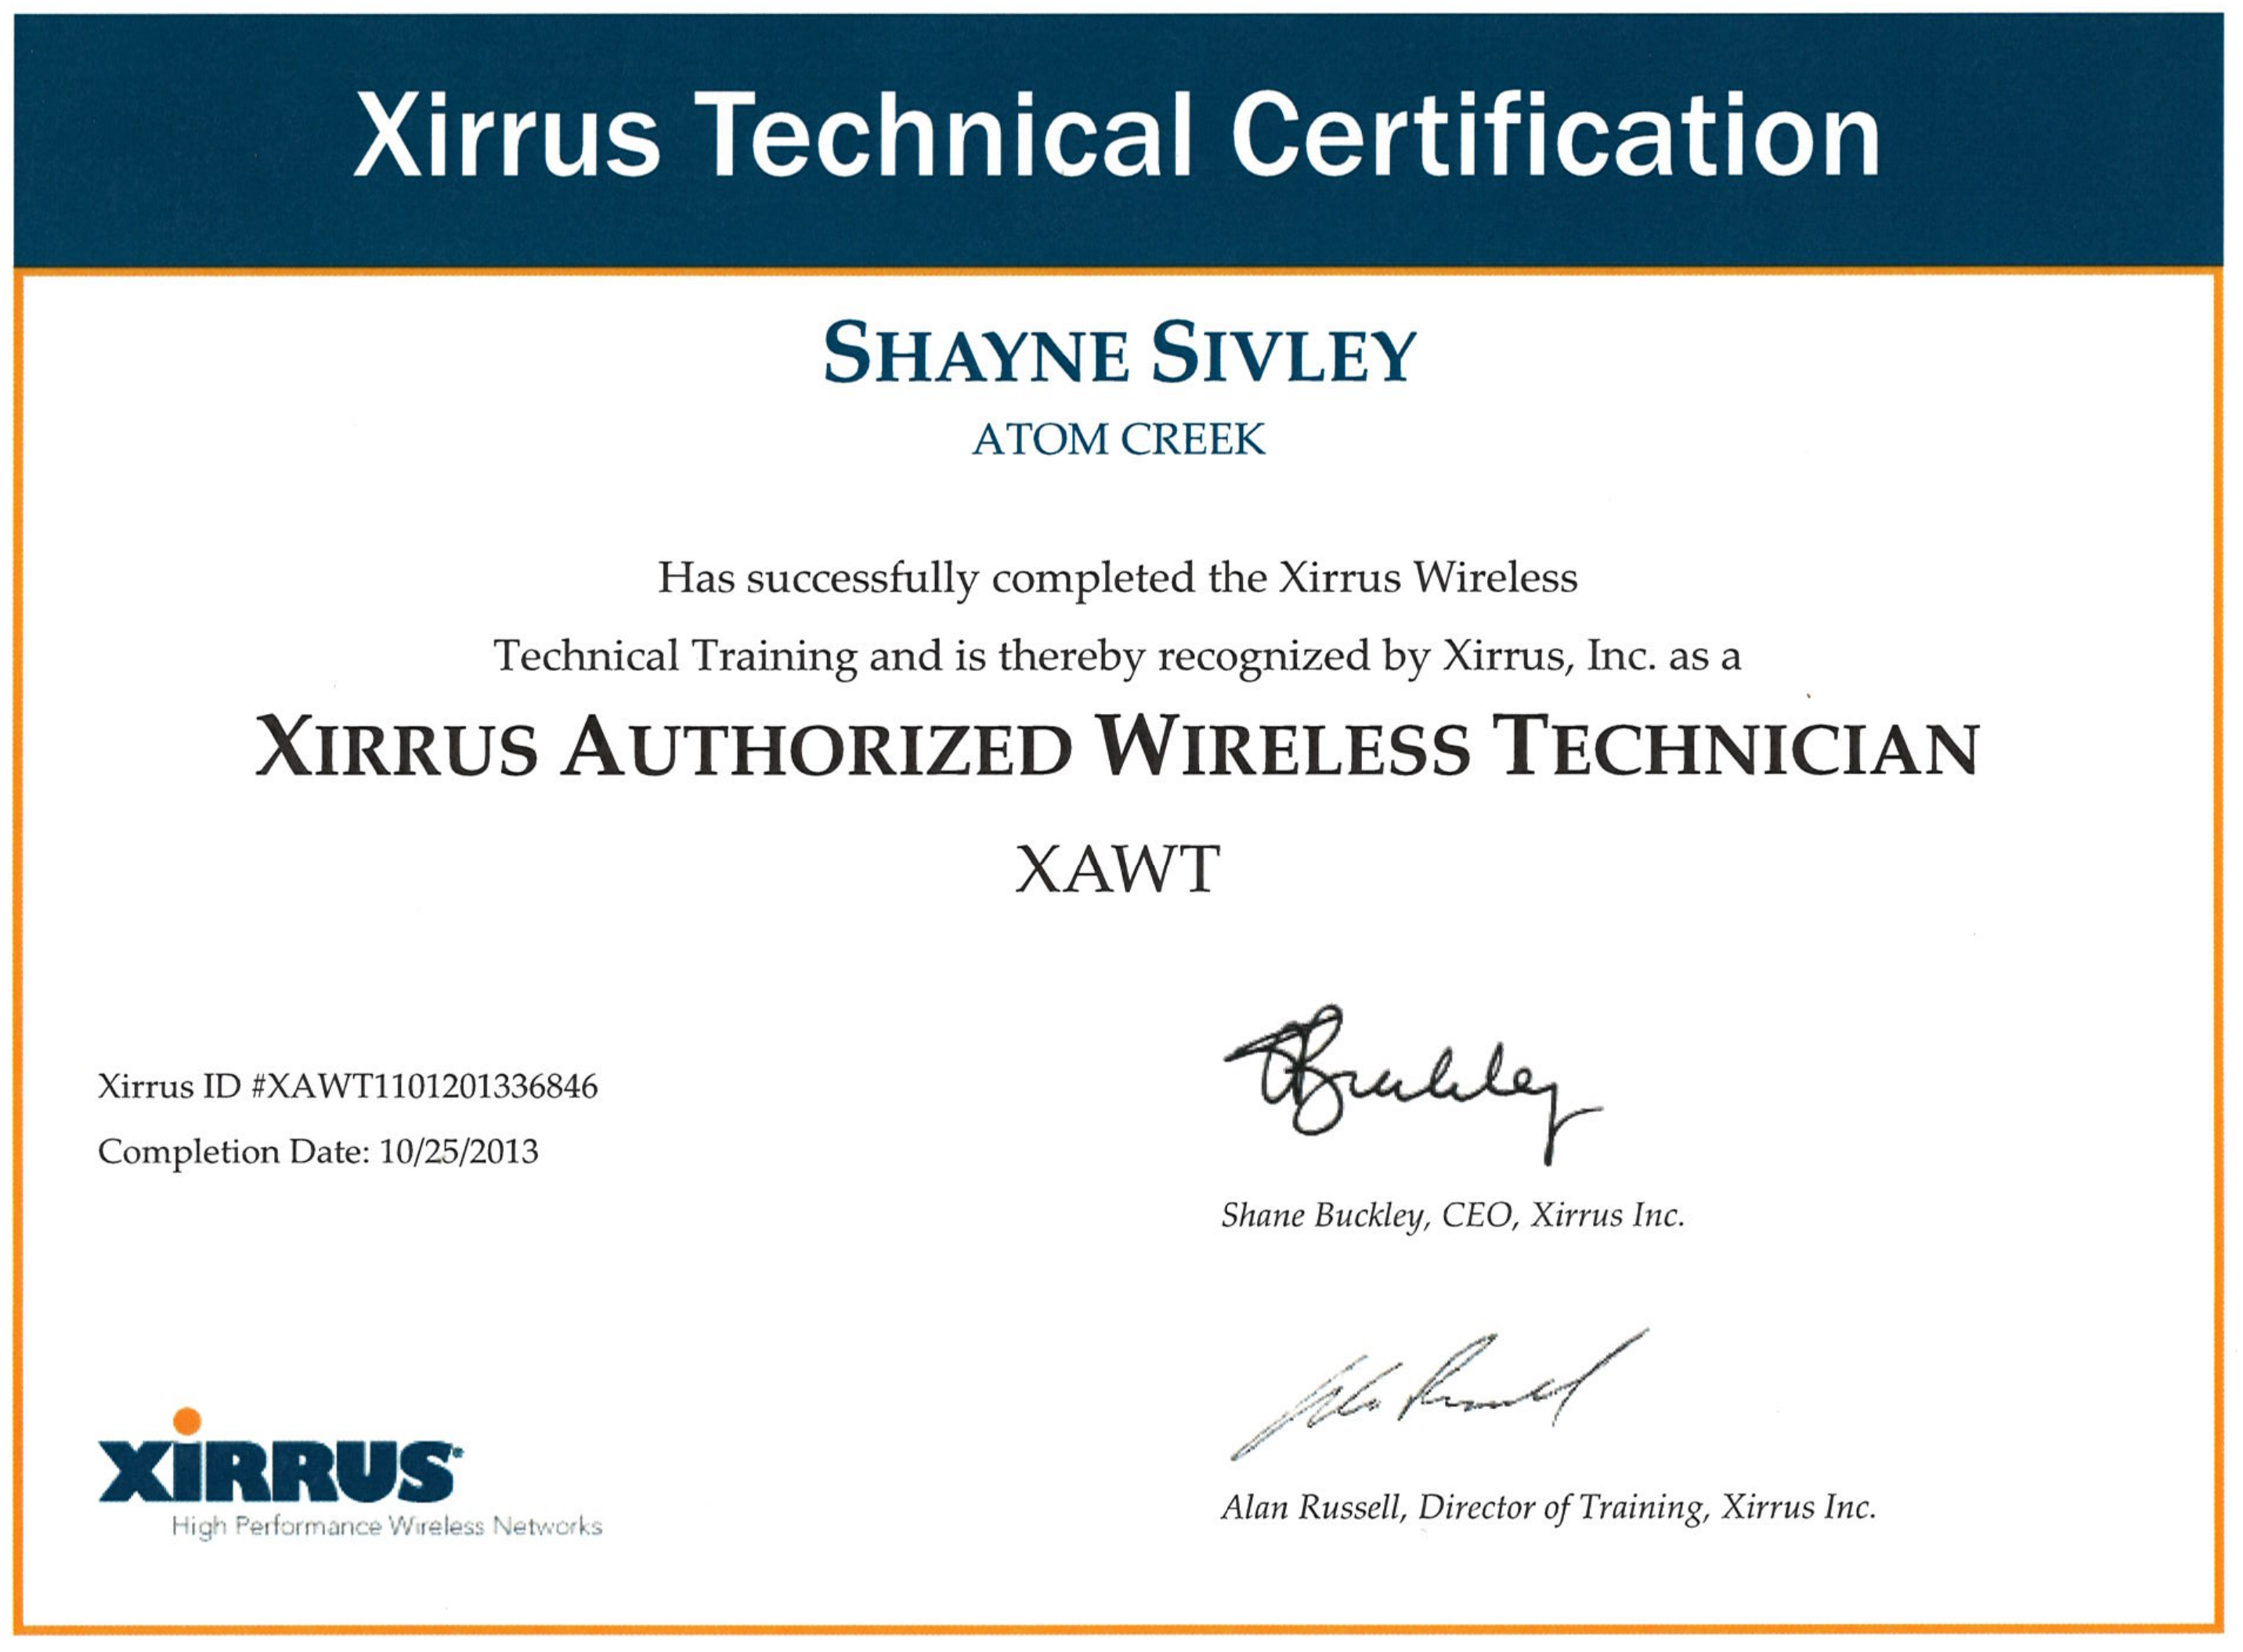 Xirrus Technical Certification
SHAYNE SIVLEY
ATOM CREEK
Has successfully completed the Xirrus Wireless
Technical Training and is thereby recognized by Xirrus, Inc. as a
XIRRUS AUTHORIZED WIRELESS TECHNICIAN
XAWT
Xirrus ID #XAWT1101201336846
Completion Date: 10/25/2013
SBuckley
Shane Buckley, CEO, Xirrus Inc.
Alan Russell
Alan Russell, Director of Training, Xirrus Inc.
XiRRUS®
High Performance Wireless Networks